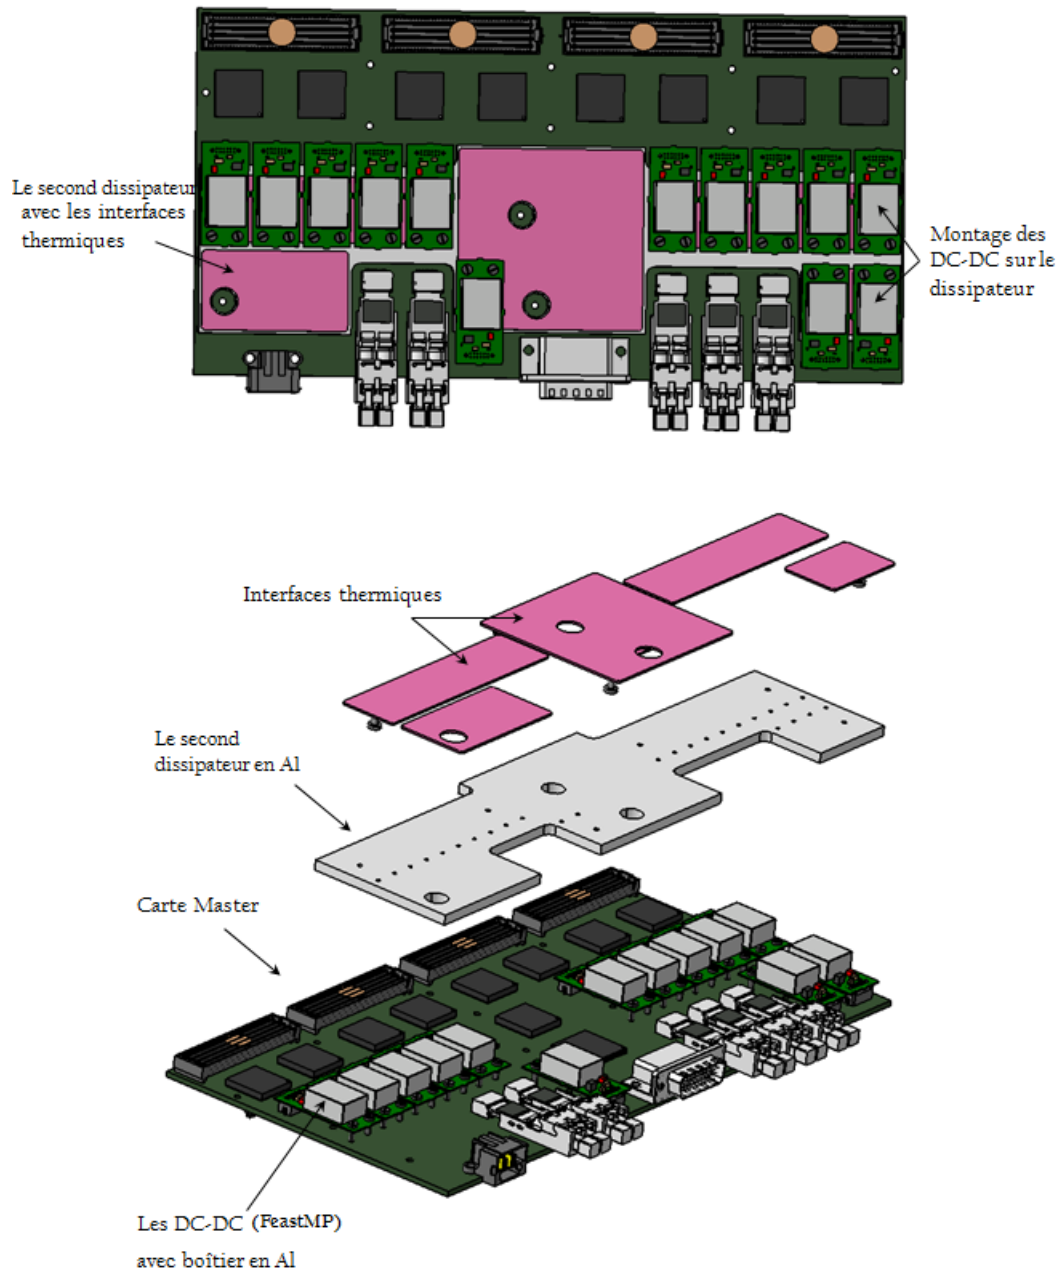 Le second dissipateur
avec les interfaces
thermiques
Montage des
DC-DC sur le
dissipateur
Interfaces thermiques
Le second
dissipateur en Al
Carte Master
Les DC-DC (FeastMP)
avec boîtier en Al